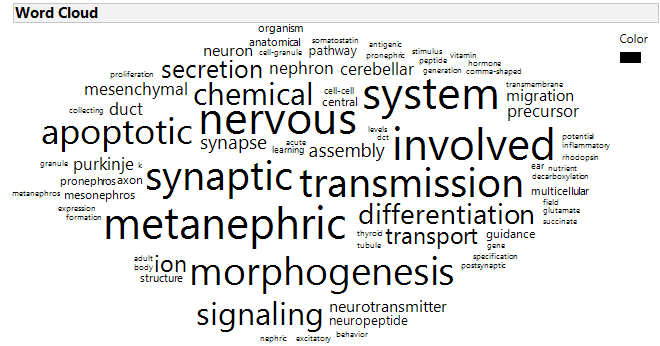 Word Cloud
Color
organism
anatomical
somatostatin
antigenic
neuron
cell-granule
pathway
pronephric
stimulus
peptide
vitamin
hormone
proliferation
secretion
nephron
cerebellar
generation
comma-shaped
mesenchymal
chemical
cell-cell
central
system
transmembrane
migration
precursor
collecting
duct
apoptotic
nervous
synapse
acute
learning
levels
dct
assembly
involved
potential
inflammatory
rhodopsin
granule
purkinje
k
synaptic
transmission
ear
nutrient
decarboxylation
pronephros
axon
metanephros
mesonephros
multicellular
expression
formation
metanephric
differentiation
field
glutamate
succinate
thyroid
tubule
transport
guidance
gene
adult
body
ion
structure
morphogenesis
specification
postsynaptic
signaling
neurotransmitter
neuropeptide
nephric
excitatory
behavior